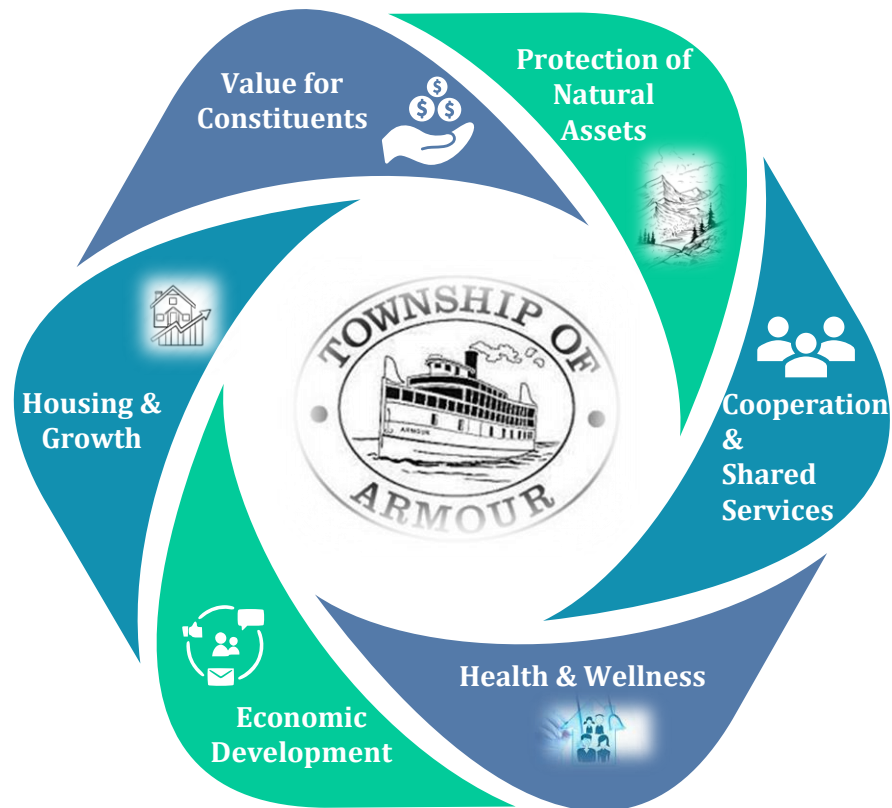 Value for
Constituents
Protection of
Natural
Assets
Cooperation
&
Shared
Services
Health & Wellness
Economic
Development
Housing &
Growth
TOWNSHIP OF
ARMOUR
ARMOUR
$
$ $